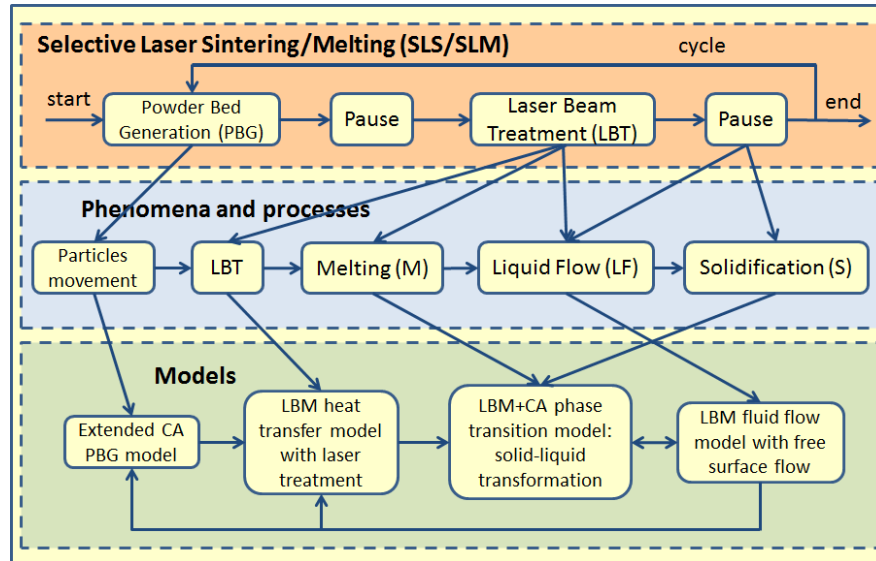 Selective Laser Sintering/Melting (SLS/SLM)
cycle
start
Powder Bed
Generation (PBG)
Pause
Laser Beam
Treatment (LBT)
Pause
end
Phenomena and processes
Particles
movement
LBT
Melting (M)
Liquid Flow (LF)
Solidification (S)
Models
Extended CA
PBG model
LBM heat
transfer model
with laser
treatment
LBM+CA phase
transition model:
solid-liquid
transformation
LBM fluid flow
model with free
surface flow